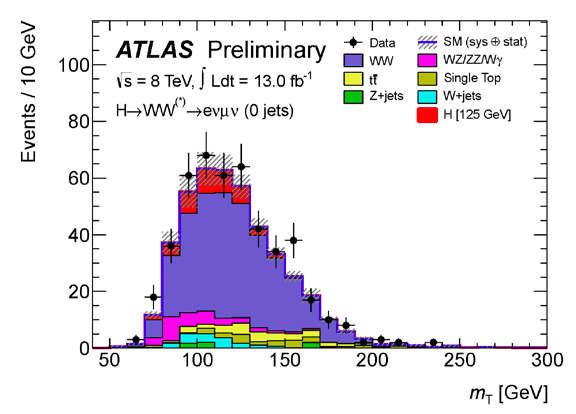 Events / 10 GeV
100
80
60
40
20
0
ATLAS Preliminary
√s = 8 TeV, ∫ Ldt = 13.0 fb⁻¹
H→WW⁽*⁾→eνμν (0 jets)
Data
SM (sys ⊕ stat)
WW
WZ/ZZ/Wγ
tt̄
Single Top
Z+jets
W+jets
H [125 GeV]
50 100 150 200 250 300
m_T [GeV]